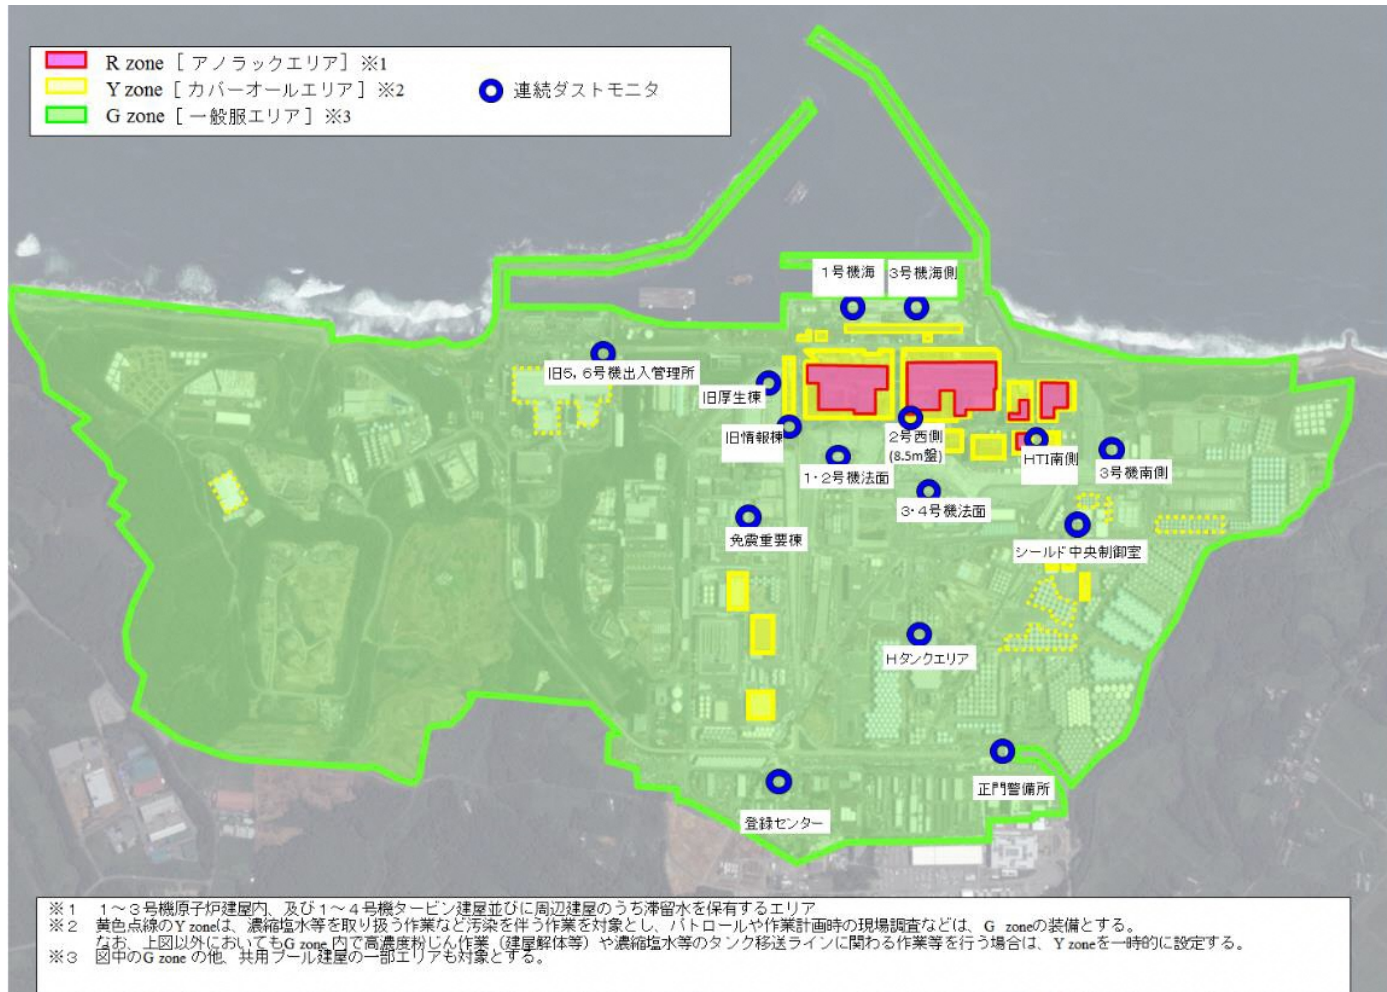 R zone [アノラックエリア] ※1
Y zone [カバーオールエリア] ※2
G zone [一般服エリア] ※3
連続ダストモニタ
1号機海
3号機海側
旧5,6号機出入管理所
旧厚生棟
旧情報棟
2号西側
(8.5m盤)
1・2号機法面
HTI南側
3号機南側
3・4号機法面
免震重要棟
シールド中央制御室
Hタンクエリア
正門警備所
登録センター
※1 1～3号機原子炉建屋内、及び1～4号機タービン建屋並びに周辺建屋のうち滞留水を保有するエリア
※2 黄色点線のY zoneは、濃縮塩水等を取り扱う作業など汚染を伴う作業を対象とし、パトロールや作業計画時の現場調査などは、G zoneの装備とする。
なお、上図以外においてもG zone 内で高濃度粉じん作業（建屋解体等）や濃縮塩水等のタンク移送ラインに関わる作業等を行う場合は、Y zoneを一時的に設定する。
※3 図中のG zone の他、共用プール建屋の一部エリアも対象とする。